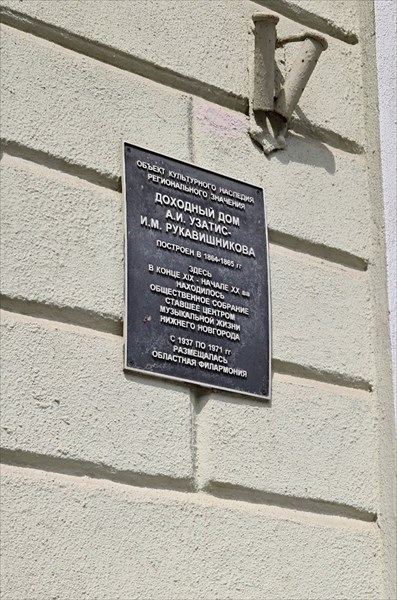 ОБЪЕКТ КУЛЬТУРНОГО НАСЛЕДИЯ
РЕГИОНАЛЬНОГО ЗНАЧЕНИЯ
ДОХОДНЫЙ ДОМ
А.И. УЗАТИС-
И.М. РУКАВИШНИКОВА
ПОСТРОЕН В 1864-1865 гг
ЗДЕСЬ
В КОНЦЕ XIX - НАЧАЛЕ XX вв
НАХОДИЛОСЬ
ОБЩЕСТВЕННОЕ СОБРАНИЕ
СТАВШЕЕ ЦЕНТРОМ
МУЗЫКАЛЬНОЙ ЖИЗНИ
НИЖНЕГО НОВГОРОДА
С 1937 ПО 1971 гг
РАЗМЕЩАЛАСЬ
ОБЛАСТНАЯ ФИЛАРМОНИЯ